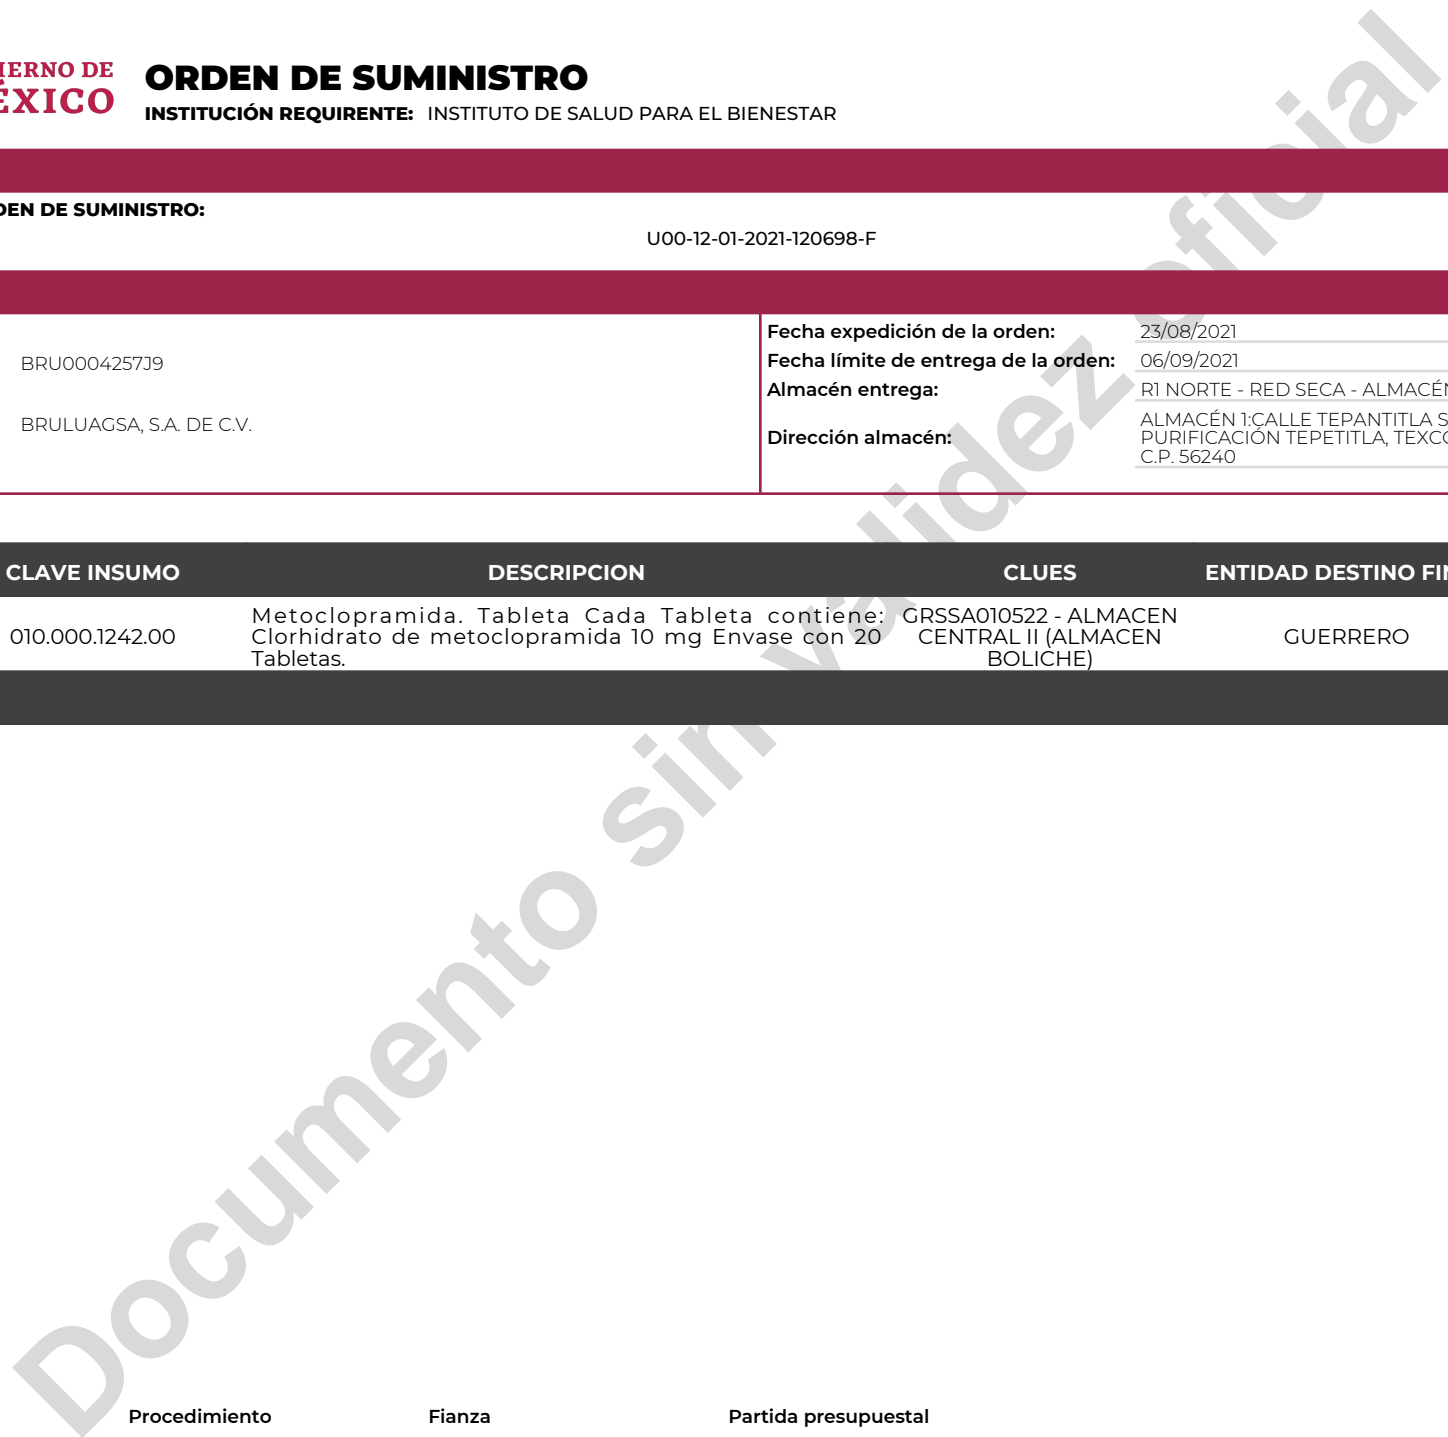 IERNO DE
ÉXICO
ORDEN DE SUMINISTRO
INSTITUCIÓN REQUIRENTE: INSTITUTO DE SALUD PARA EL BIENESTAR
DEN DE SUMINISTRO:
U00-12-01-2021-120698-F
BRU0004257J9
BRULUAGSA, S.A. DE C.V.
Fecha expedición de la orden: 23/08/2021
Fecha límite de entrega de la orden: 06/09/2021
Almacén entrega: R1 NORTE - RED SECA - ALMACÉN
Dirección almacén:
ALMACÉN 1:CALLE TEPANTITLA S
PURIFICACIÓN TEPETITLA, TEXCO
C.P. 56240
CLAVE INSUMO DESCRIPCION CLUES ENTIDAD DESTINO FIN
010.000.1242.00
Metoclopramida. Tableta Cada Tableta contiene:
Clorhidrato de metoclopramida 10 mg Envase con 20
Tabletas.
GRSSA010522 - ALMACEN
CENTRAL II (ALMACEN
BOLICHE)
GUERRERO
Documento sin validez oficial
Procedimiento Fianza Partida presupuestal